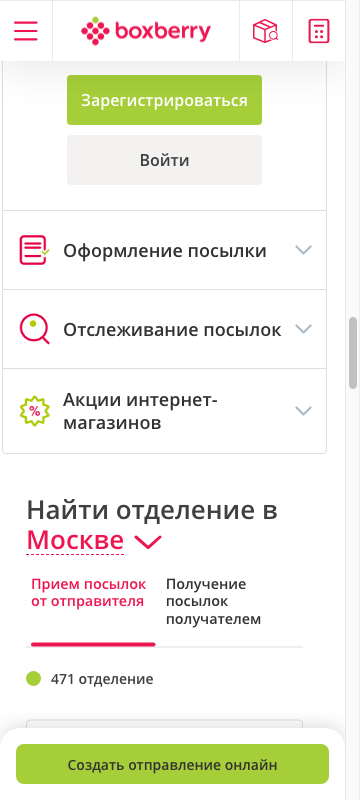 boxberry
Зарегистрироваться
Войти
Оформление посылки
Отслеживание посылок
%
Акции интернет-
магазинов
Найти отделение в
Москве
Прием посылок
от отправителя
Получение
посылок
получателем
471 отделение
Создать отправление онлайн